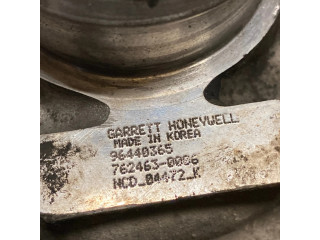 GARRETT HONEYWELL
MADE IN KOREA
96440365
762463-0006
NCD_04472_K